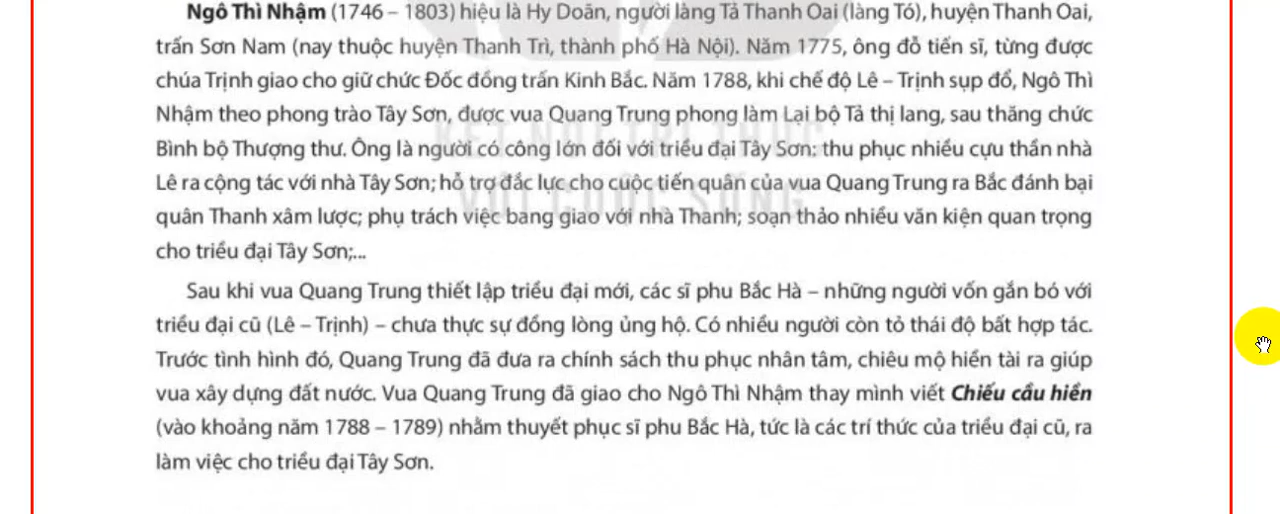 Ngô Thì Nhậm (1746 – 1803) hiệu là Hy Doãn, người làng Tả Thanh Oai (làng Tó), huyện Thanh Oai,
trấn Sơn Nam (nay thuộc huyện Thanh Trì, thành phố Hà Nội). Năm 1775, ông đỗ tiến sĩ, từng được
chúa Trịnh giao cho giữ chức Đốc đồng trấn Kinh Bắc. Năm 1788, khi chế độ Lê – Trịnh sụp đổ, Ngô Thì
Nhậm theo phong trào Tây Sơn, được vua Quang Trung phong làm Lại bộ Tả thị lang, sau thăng chức
Bình bộ Thượng thư. Ông là người có công lớn đối với triều đại Tây Sơn: thu phục nhiều cựu thần nhà
Lê ra cộng tác với nhà Tây Sơn; hỗ trợ đắc lực cho cuộc tiến quân của vua Quang Trung ra Bắc đánh bại
quân Thanh xâm lược; phụ trách việc bang giao với nhà Thanh; soạn thảo nhiều văn kiện quan trọng
cho triều đại Tây Sơn;...
Sau khi vua Quang Trung thiết lập triều đại mới, các sĩ phu Bắc Hà – những người vốn gắn bó với
triều đại cũ (Lê – Trịnh) – chưa thực sự đồng lòng ủng hộ. Có nhiều người còn tỏ thái độ bất hợp tác.
Trước tình hình đó, Quang Trung đã đưa ra chính sách thu phục nhân tâm, chiêu mộ hiền tài ra giúp
vua xây dựng đất nước. Vua Quang Trung đã giao cho Ngô Thì Nhậm thay mình viết Chiếu cầu hiền
(vào khoảng năm 1788 – 1789) nhằm thuyết phục sĩ phu Bắc Hà, tức là các trí thức của triều đại cũ, ra
làm việc cho triều đại Tây Sơn.
KẾT NỐI TRI THỨC
VỚI CUỘC SỐNG